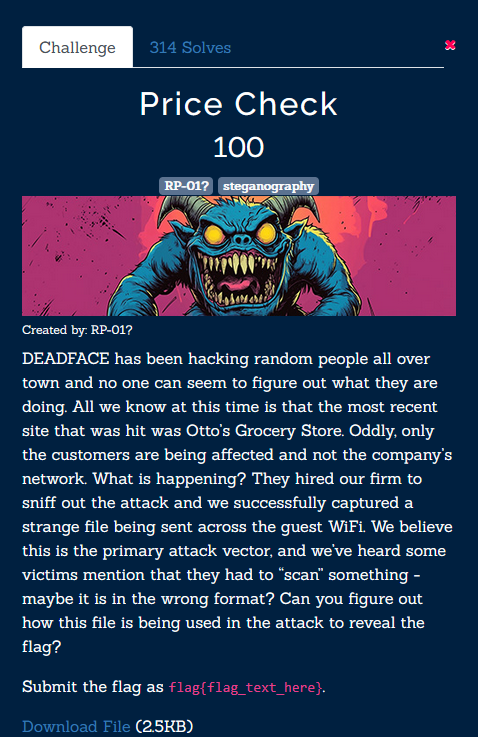 Challenge
314 Solves
Price Check
100
RP-01?
steganography
Created by: RP-01?
DEADFACE has been hacking random people all over
town and no one can seem to figure out what they are
doing. All we know at this time is that the most recent
site that was hit was Otto's Grocery Store. Oddly, only
the customers are being affected and not the company's
network. What is happening? They hired our firm to
sniff out the attack and we successfully captured a
strange file being sent across the guest WiFi. We believe
this is the primary attack vector, and we've heard some
victims mention that they had to “scan” something -
maybe it is in the wrong format? Can you figure out
how this file is being used in the attack to reveal the
flag?
Submit the flag as flag{flag_text_here}.
Download File (2.5KB)